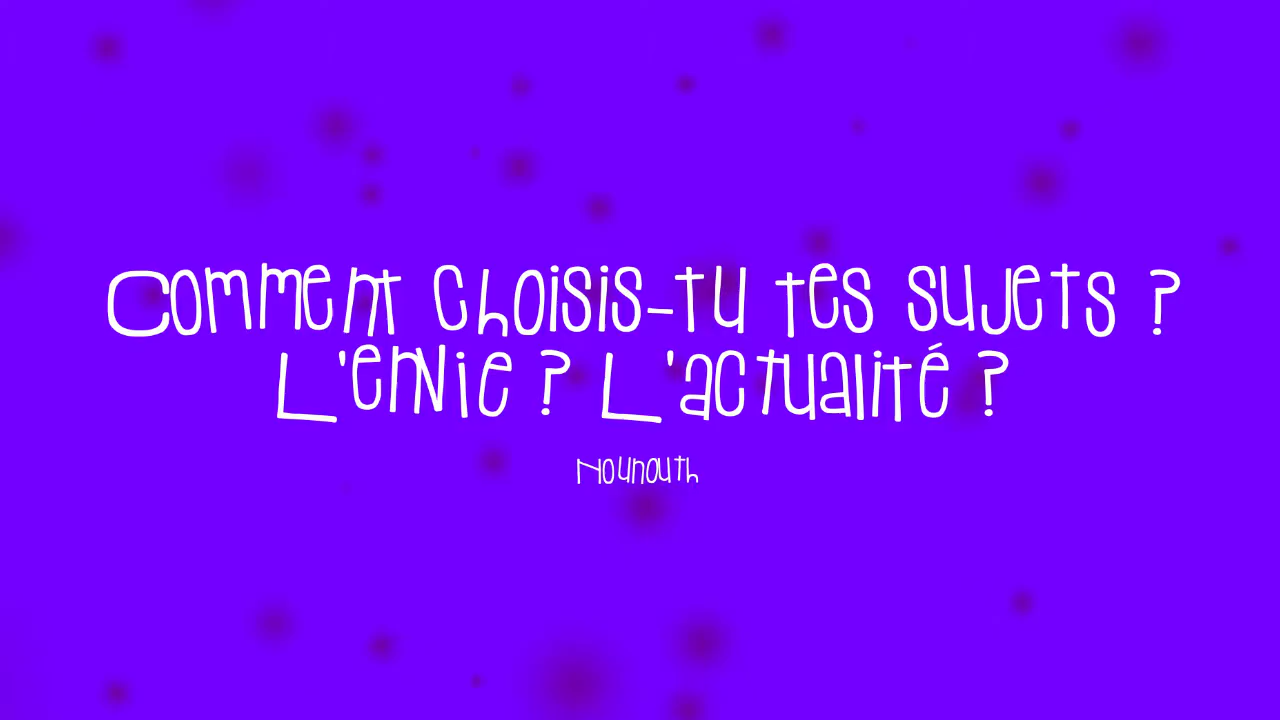 Comment choisis-tu tes sujets ?
L'envie ? L'actualité ?
Nounouth